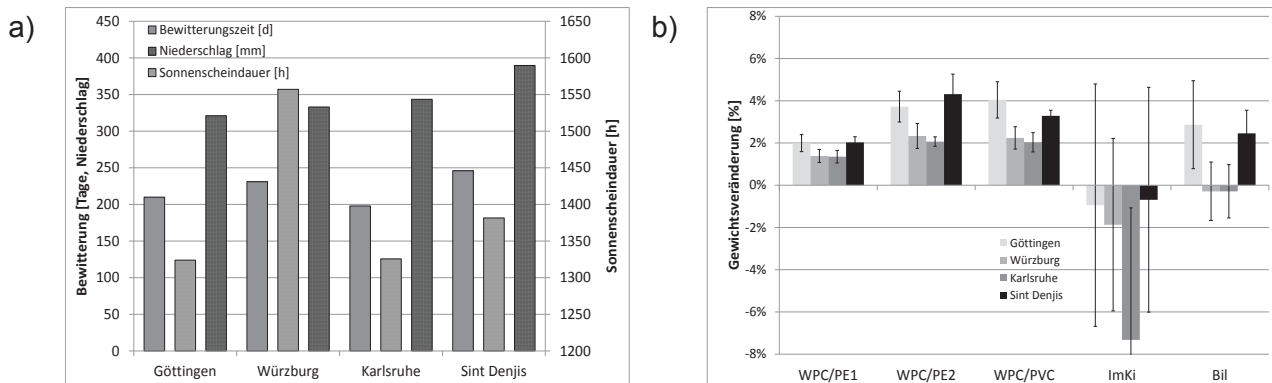 a)
450
400
350
300
250
200
150
100
50
0
Bewitterung [Tage, Niederschlag]
Bewitterungszeit [d]
Niederschlag [mm]
Sonnenscheindauer [h]
1650
1600
1550
1500
1450
1400
1350
1300
1250
1200
Sonnenscheindauer [h]
Göttingen Würzburg Karlsruhe Sint Denjis
b)
8%
6%
4%
2%
0%
-2%
-4%
-6%
-8%
Gewichtsveränderung [%]
Göttingen
Würzburg
Karlsruhe
Sint Denjis
WPC/PE1 WPC/PE2 WPC/PVC ImKi Bil